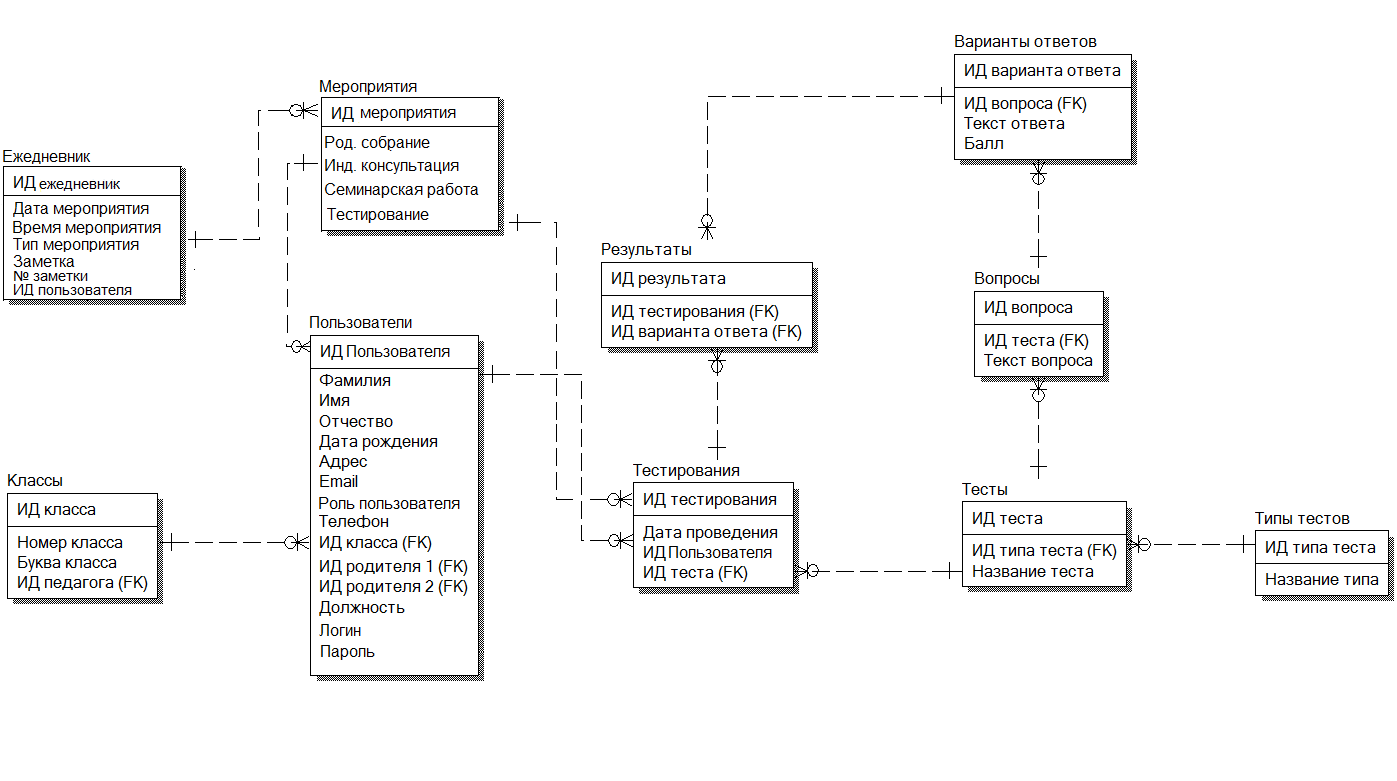 Варианты ответов
ИД варианта ответа
ИД вопроса (FK)
Текст ответа
Балл
Мероприятия
ИД мероприятия
Род. собрание
Инд. консультация
Семинарская работа
Тестирование
Ежедневник
ИД ежедневник
Дата мероприятия
Время мероприятия
Тип мероприятия
Заметка
№ заметки
ИД пользователя
Результаты
ИД результата
ИД тестирования (FK)
ИД варианта ответа (FK)
Вопросы
ИД вопроса
ИД теста (FK)
Текст вопроса
Пользователи
ИД Пользователя
Фамилия
Имя
Отчество
Дата рождения
Адрес
Email
Роль пользователя
Телефон
ИД класса (FK)
ИД родителя 1 (FK)
ИД родителя 2 (FK)
Должность
Логин
Пароль
Классы
ИД класса
Номер класса
Буква класса
ИД педагога (FK)
Тестирования
ИД тестирования
Дата проведения
ИД Пользователя
ИД теста (FK)
Тесты
ИД теста
ИД типа теста (FK)
Название теста
Типы тестов
ИД типа теста
Название типа